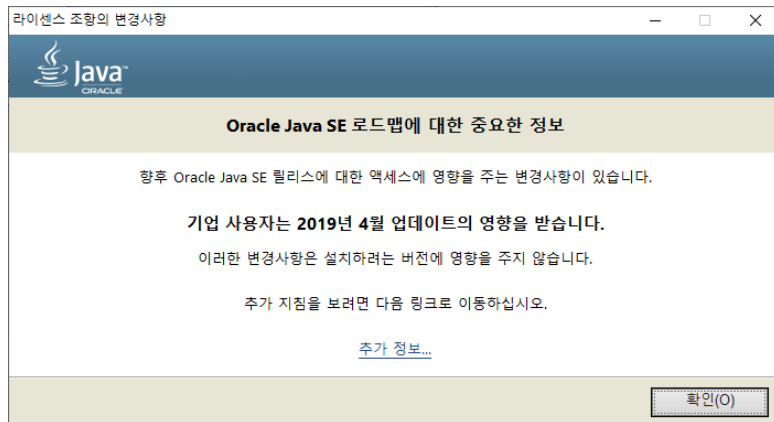 라이센스 조항의 변경사항
Java™
ORACLE
Oracle Java SE 로드맵에 대한 중요한 정보
향후 Oracle Java SE 릴리스에 대한 액세스에 영향을 주는 변경사항이 있습니다.
기업 사용자는 2019년 4월 업데이트의 영향을 받습니다.
이러한 변경사항은 설치하려는 버전에 영향을 주지 않습니다.
추가 지침을 보려면 다음 링크로 이동하십시오.
추가 정보...
확인(O)